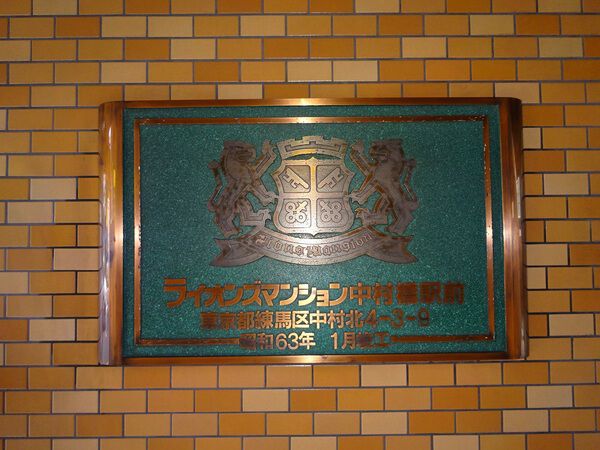 Lions Mansion
ライオンズマンション中村橋駅前
東京都練馬区中村北4-3-9
昭和63年 1月竣工